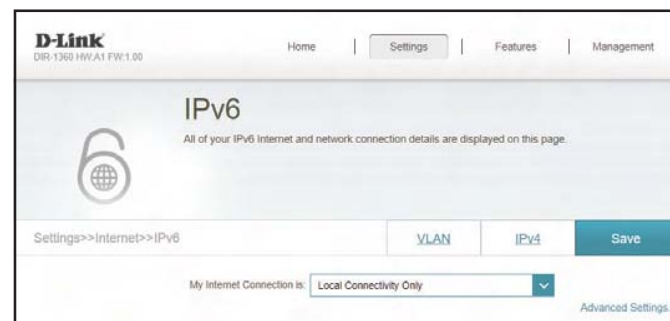 D-Link
DIR-1360 HW:A1 FW:1.00
Home | Settings | Features | Management
IPv6
All of your IPv6 Internet and network connection details are displayed on this page.
Settings>>Internet>>IPv6
VLAN
IPv4
Save
My Internet Connection is: Local Connectivity Only
Advanced Settings.